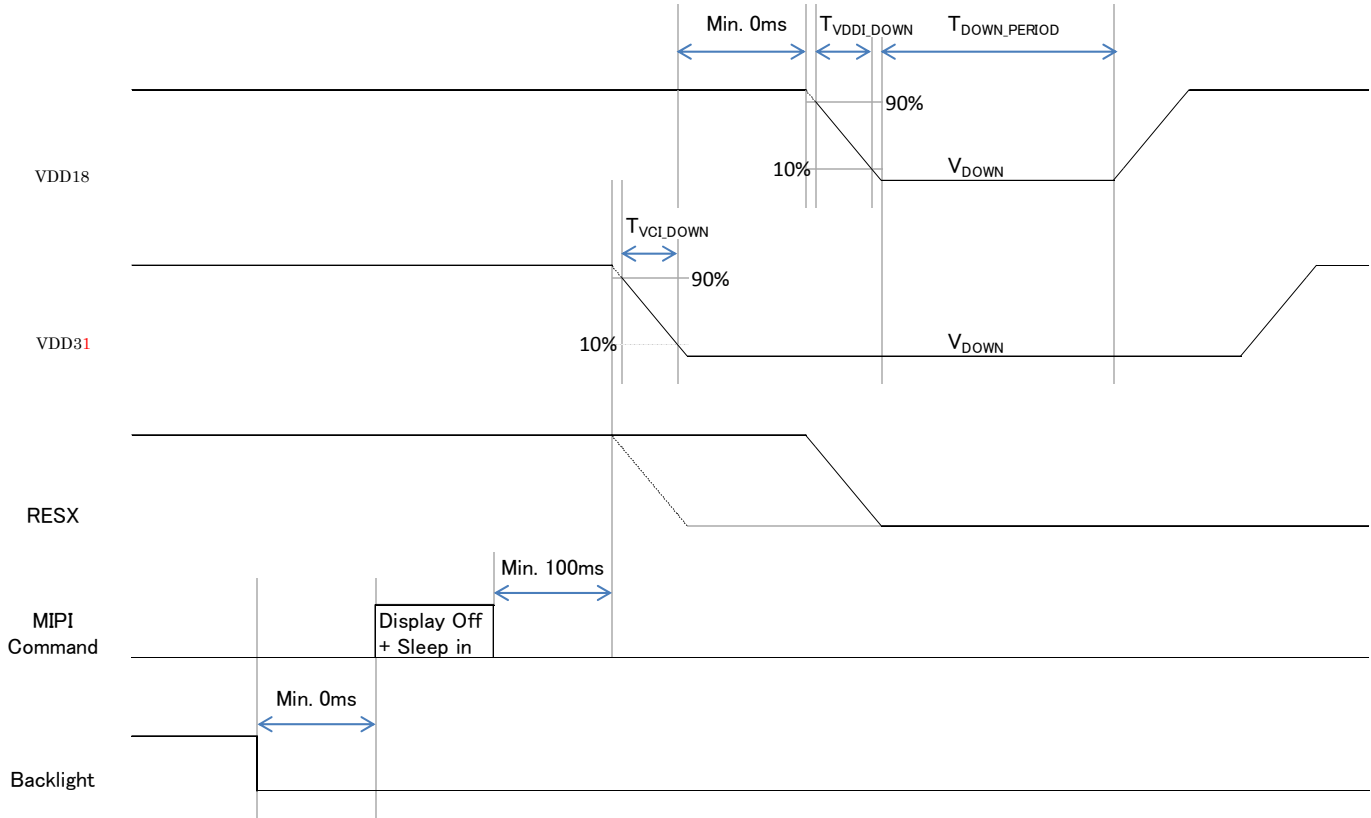 Min. 0ms
TVDDI_DOWN
TDOWN_PERIOD
90%
VDD18
10%
VDOWN
TVCI_DOWN
90%
VDD31
10%
VDOWN
RESX
Min. 100ms
MIPI
Command
Display Off
+ Sleep in
Min. 0ms
Backlight